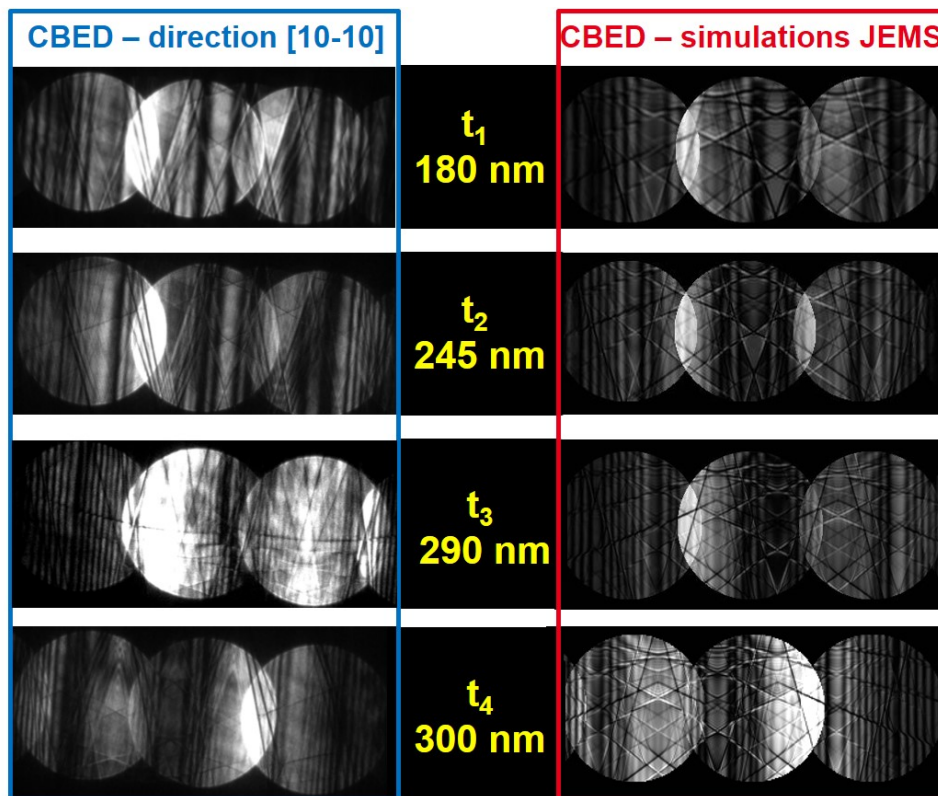 CBED – direction [10-10]
CBED – simulations JEMS
t₁
180 nm
t₂
245 nm
t₃
290 nm
t₄
300 nm